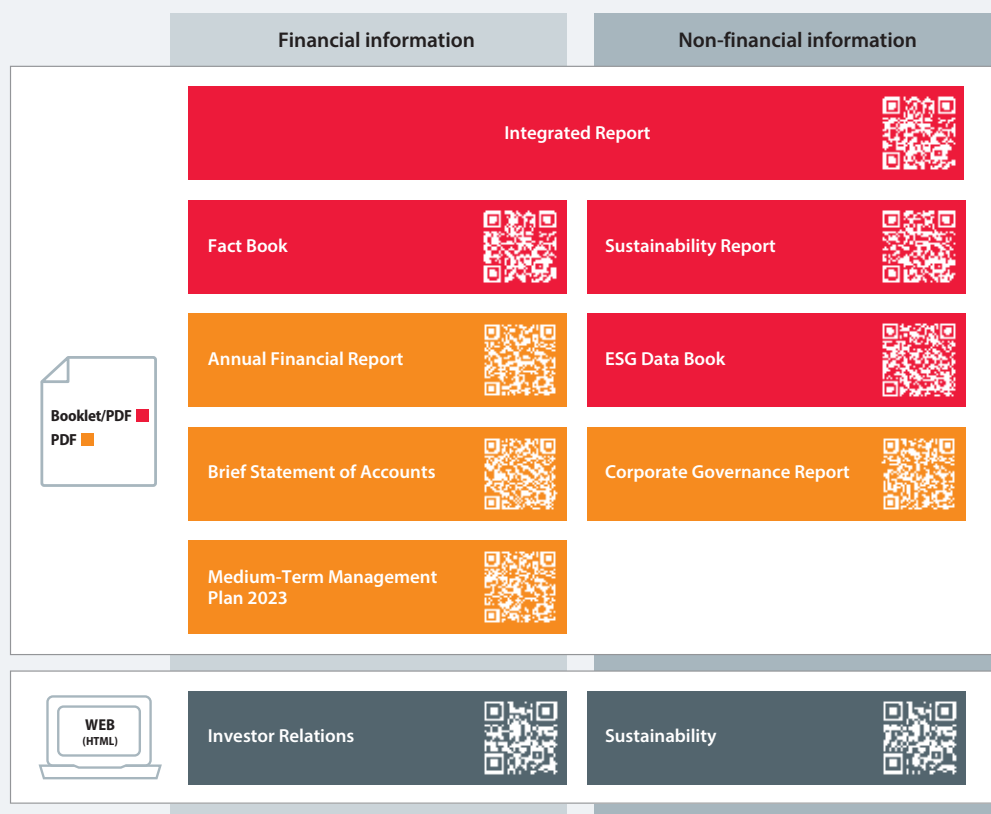 Financial information
Non-financial information
Integrated Report
Fact Book
Sustainability Report
Annual Financial Report
ESG Data Book
Booklet/PDF
PDF
Brief Statement of Accounts
Corporate Governance Report
Medium-Term Management
Plan 2023
WEB
(HTML)
Investor Relations
Sustainability